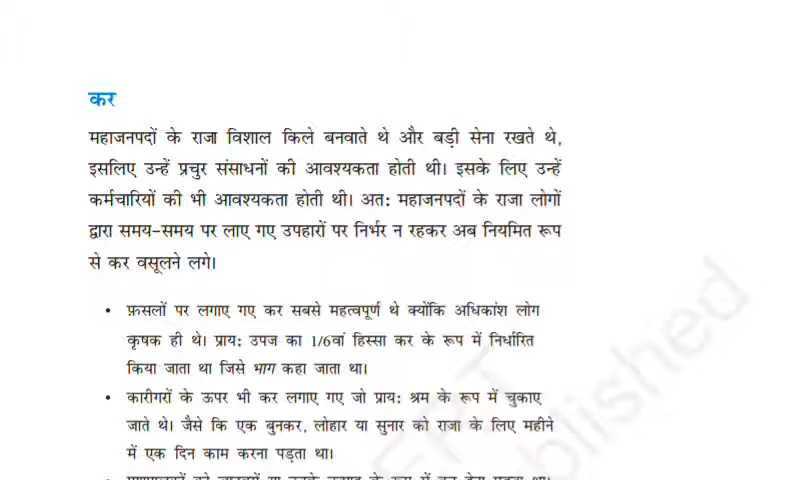 कर
महाजनपदों के राजा विशाल किले बनवाते थे और बड़ी सेना रखते थे,
इसलिए उन्हें प्रचुर संसाधनों की आवश्यकता होती थी। इसके लिए उन्हें
कर्मचारियों की भी आवश्यकता होती थी। अत: महाजनपदों के राजा लोगों
द्वारा समय-समय पर लाए गए उपहारों पर निर्भर न रहकर अब नियमित रूप
से कर वसूलने लगे।
• फ़सलों पर लगाए गए कर सबसे महत्वपूर्ण थे क्योंकि अधिकांश लोग
कृषक ही थे। प्राय: उपज का 1/6वां हिस्सा कर के रूप में निर्धारित
किया जाता था जिसे भाग कहा जाता था।
• कारीगरों के ऊपर भी कर लगाए गए जो प्राय: श्रम के रूप में चुकाए
जाते थे। जैसे कि एक बुनकर, लोहार या सुनार को राजा के लिए महीने
में एक दिन काम करना पड़ता था।